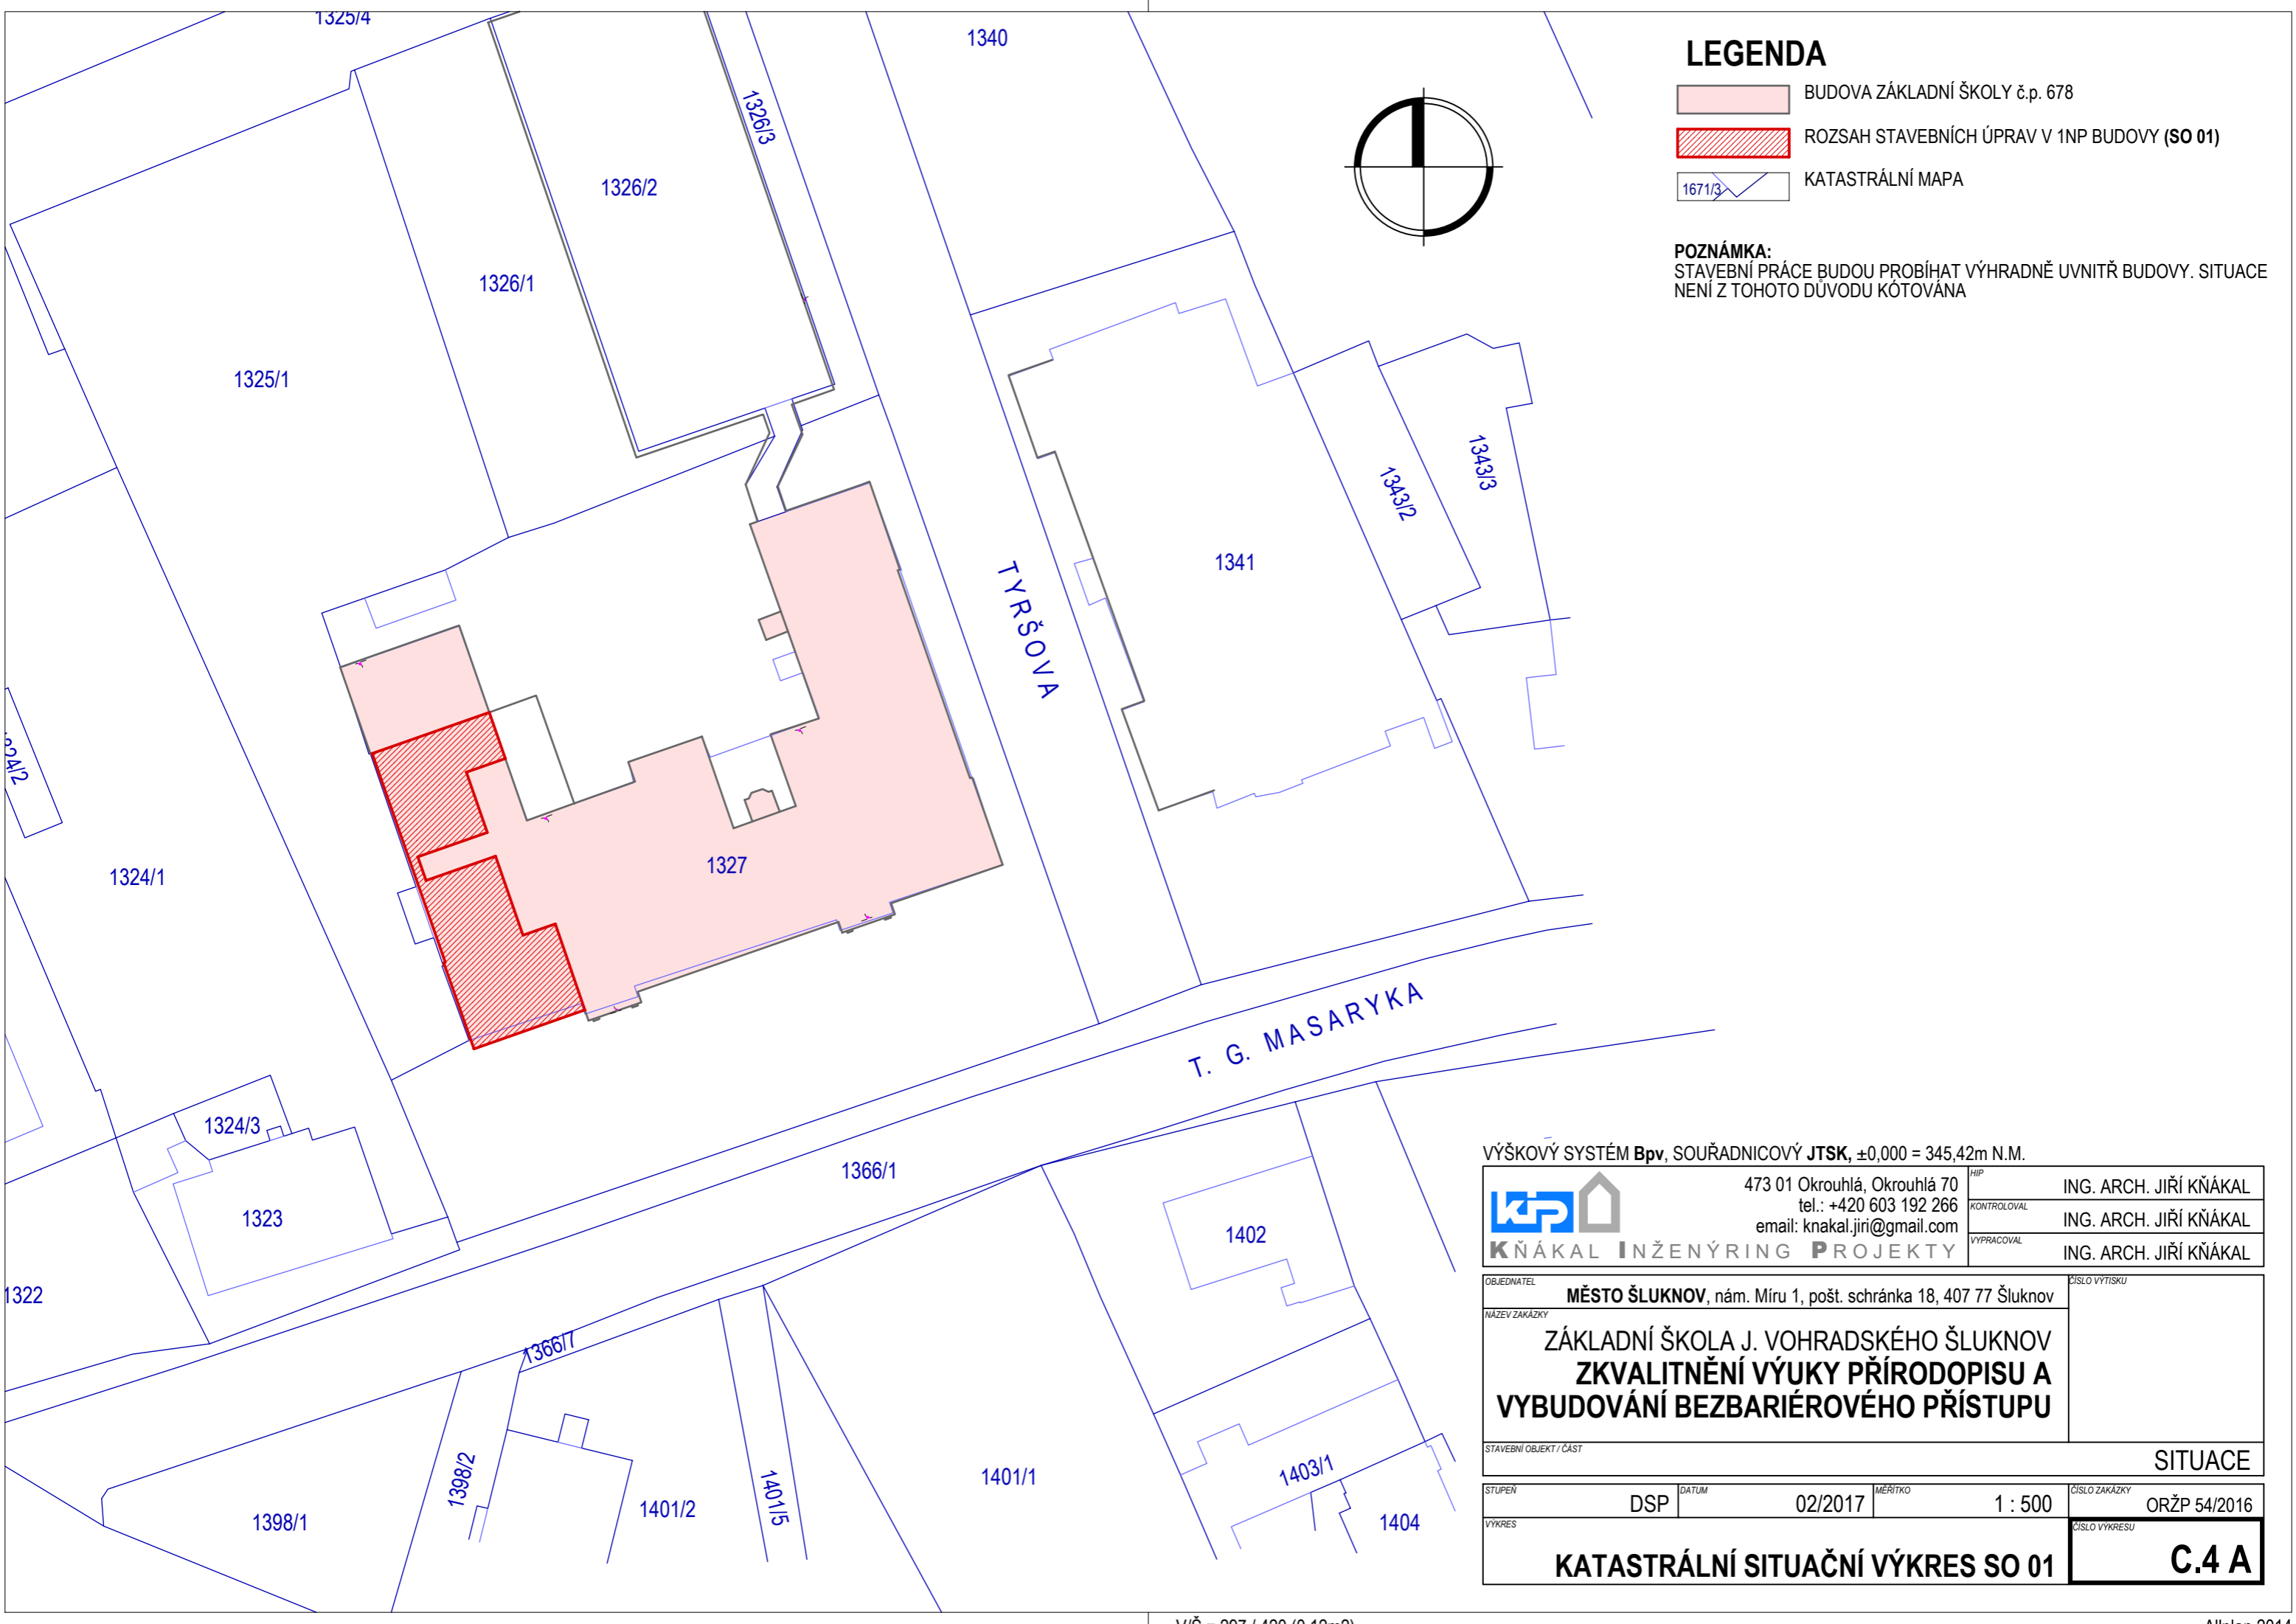 1325/4
1340
1326/3
1326/2
1326/1
1325/1
1343/3
1343/2
1341
TYRŠOVA
1327
1324/1
T. G. MASARYKA
1324/3
1366/1
1323
1402
1322
1366/7
1398/2
1401/5
1401/1
1403/1
1401/2
1398/1
1404
LEGENDA
BUDOVA ZÁKLADNÍ ŠKOLY č.p. 678
ROZSAH STAVEBNÍCH ÚPRAV V 1NP BUDOVY (SO 01)
1671/3
KATASTRÁLNÍ MAPA
POZNÁMKA:
STAVEBNÍ PRÁCE BUDOU PROBÍHAT VÝHRADNĚ UVNITŘ BUDOVY. SITUACE
NENÍ Z TOHOTO DŮVODU KÓTOVÁNA
VÝŠKOVÝ SYSTÉM Bpv, SOUŘADNICOVÝ JTSK, ±0,000 = 345,42m N.M.
kip
473 01 Okrouhlá, Okrouhlá 70
tel.: +420 603 192 266
email: knakal.jiri@gmail.com
KŇÁKAL INŽENÝRING PROJEKTY
HIP
ING. ARCH. JIŘÍ KŇÁKAL
KONTROLOVAL
ING. ARCH. JIŘÍ KŇÁKAL
VYPRACOVAL
ING. ARCH. JIŘÍ KŇÁKAL
OBJEDNATEL
MĚSTO ŠLUKNOV, nám. Míru 1, pošt. schránka 18, 407 77 Šluknov
ČÍSLO VÝTISKU
NÁZEV ZAKÁZKY
ZÁKLADNÍ ŠKOLA J. VOHRADSKÉHO ŠLUKNOV
ZKVALITNĚNÍ VÝUKY PŘÍRODOPISU A
VYBUDOVÁNÍ BEZBARIÉROVÉHO PŘÍSTUPU
STAVEBNÍ OBJEKT / ČÁST
SITUACE
STUPEŇ
DSP
DATUM
02/2017
MĚŘÍTKO
1 : 500
ČÍSLO ZAKÁZKY
ORŽP 54/2016
VÝKRES
KATASTRÁLNÍ SITUAČNÍ VÝKRES SO 01
ČÍSLO VÝKRESU
C.4 A